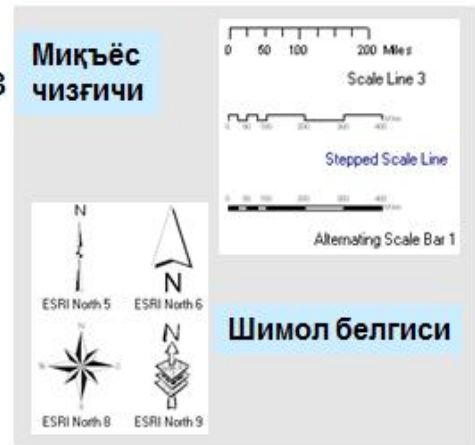 Миқъёс
чизғичи
0 50 100 200 Miles
Scale Line 3
Stepped Scale Line
Alternating Scale Bar 1
N
N
ESRI North 5 ESRI North 6
N
ESRI North 8 ESRI North 9
Шимол белгиси